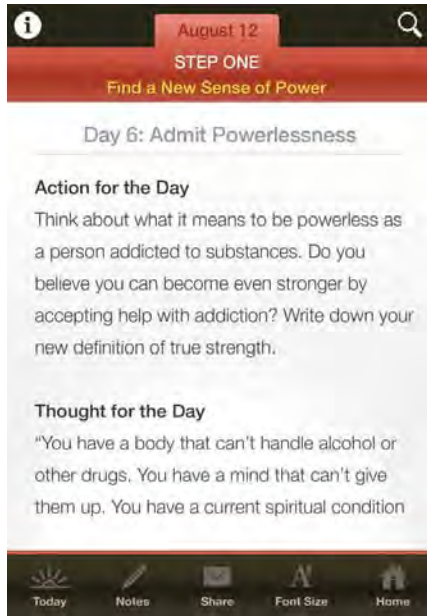 i
August 12
STEP ONE
Find a New Sense of Power
Day 6: Admit Powerlessness
Action for the Day
Think about what it means to be powerless as
a person addicted to substances. Do you
believe you can become even stronger by
accepting help with addiction? Write down your
new definition of true strength.
Thought for the Day
“You have a body that can't handle alcohol or
other drugs. You have a mind that can't give
them up. You have a current spiritual condition
Today Notes Share Font Size Home